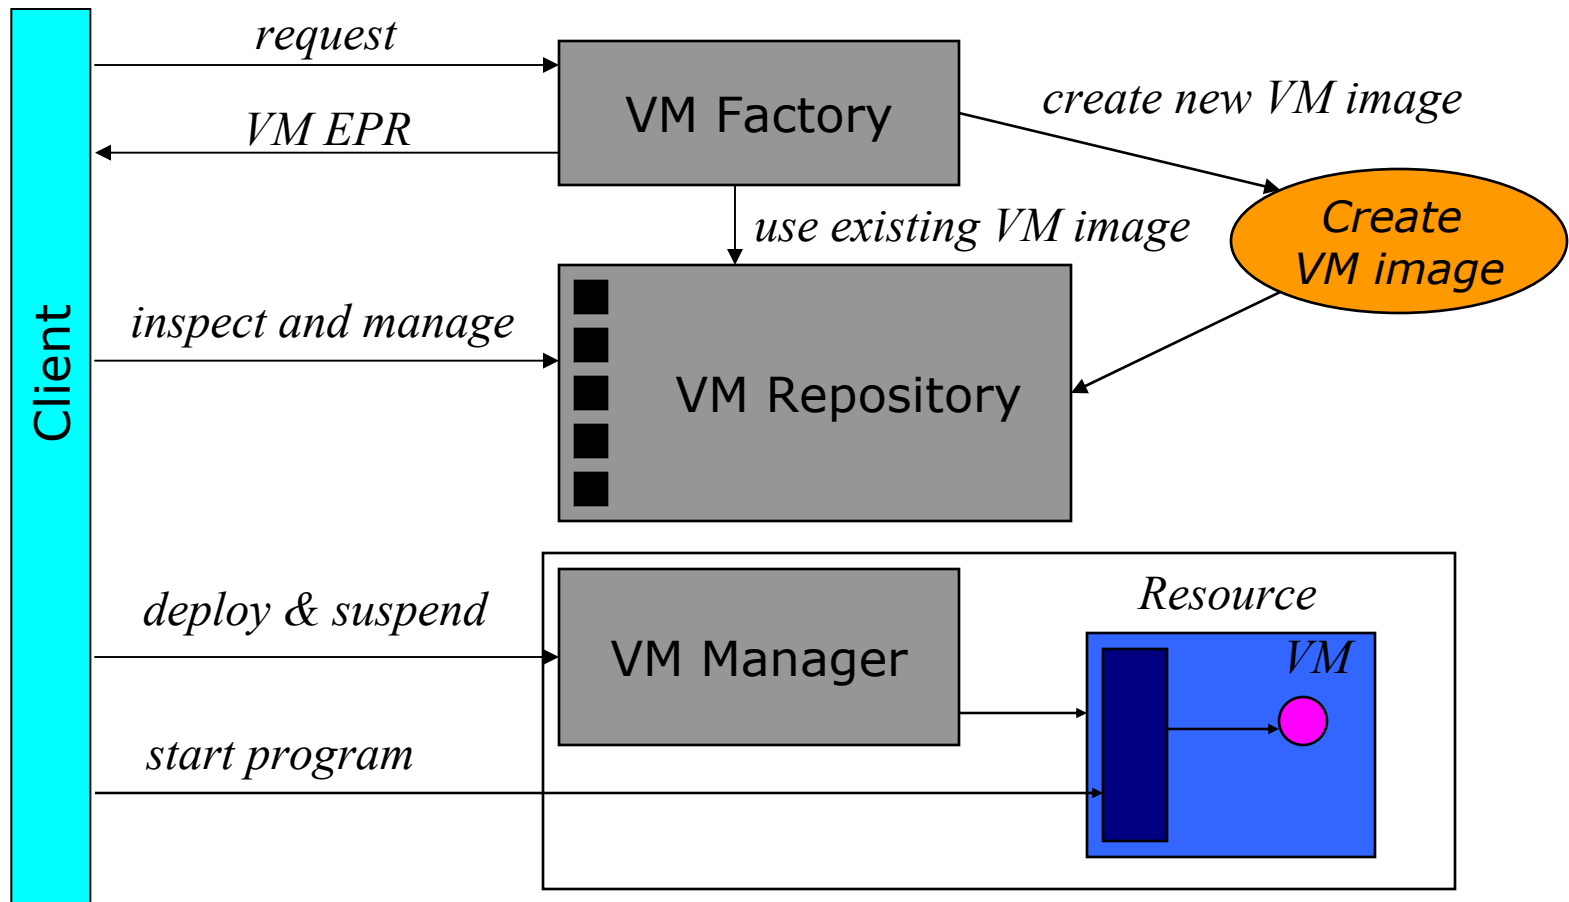 request
VM Factory
create new VM image
VM EPR
use existing VM image
Create
VM image
Client
inspect and manage
VM Repository
deploy & suspend
VM Manager
Resource
VM
start program